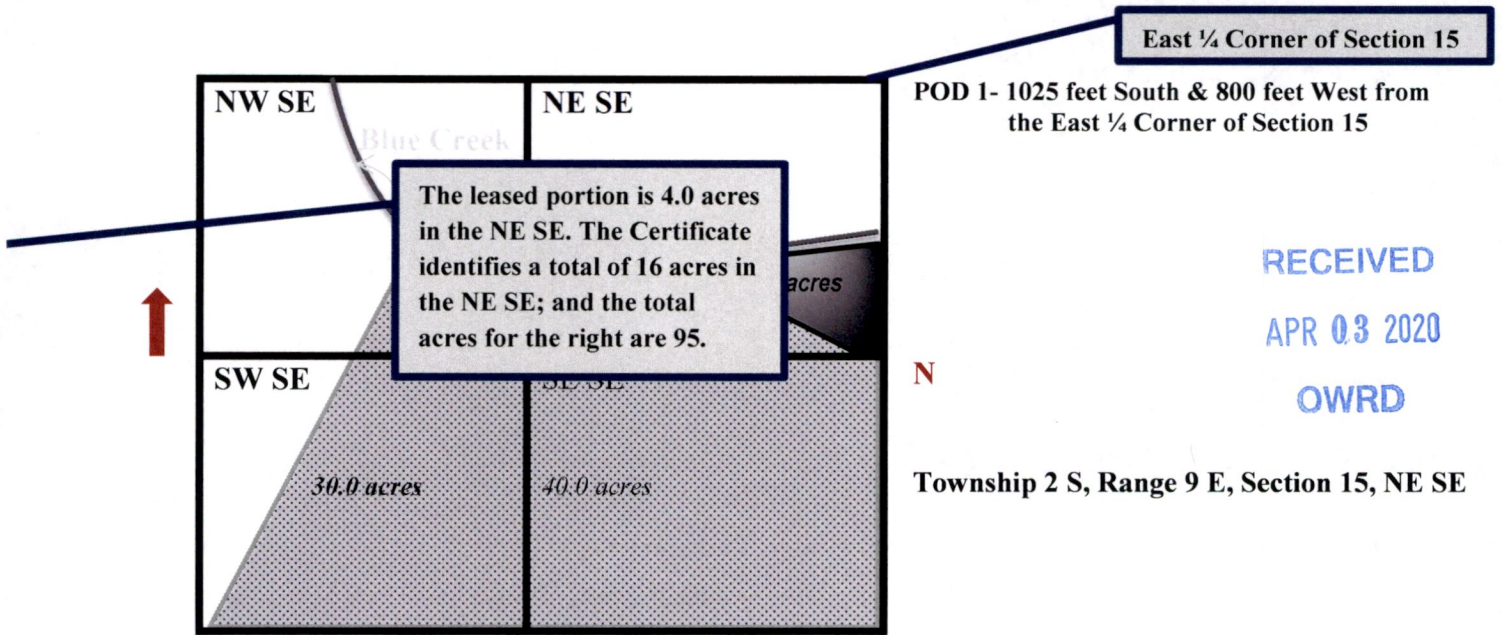 East ¼ Corner of Section 15
NW SE
NE SE
POD 1- 1025 feet South & 800 feet West from
the East ¼ Corner of Section 15
Blue Creek
The leased portion is 4.0 acres
in the NE SE. The Certificate
identifies a total of 16 acres in
the NE SE; and the total
acres for the right are 95.
acres
RECEIVED
APR 03 2020
OWRD
N
SW SE
SE SE
30.0 acres
40.0 acres
Township 2 S, Range 9 E, Section 15, NE SE